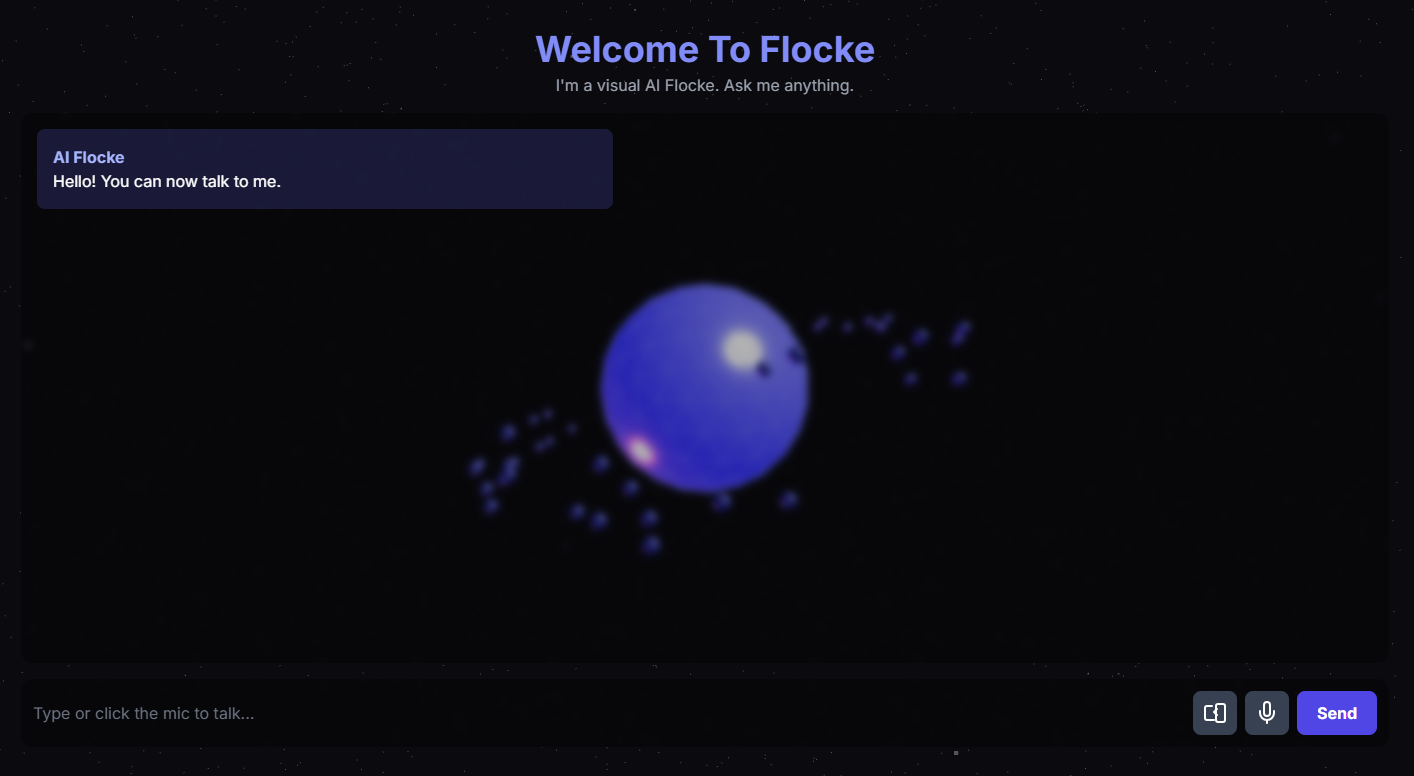 Welcome To Flocke
I'm a visual AI Flocke. Ask me anything.
AI Flocke
Hello! You can now talk to me.
Type or click the mic to talk...
Send